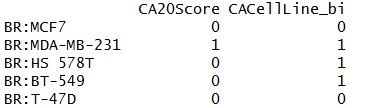 CA20Score CACellLine_bi
BR:MCF7 0 0
BR:MDA-MB-231 1 1
BR:HS 578T 0 1
BR:BT-549 0 1
BR:T-47D 0 0